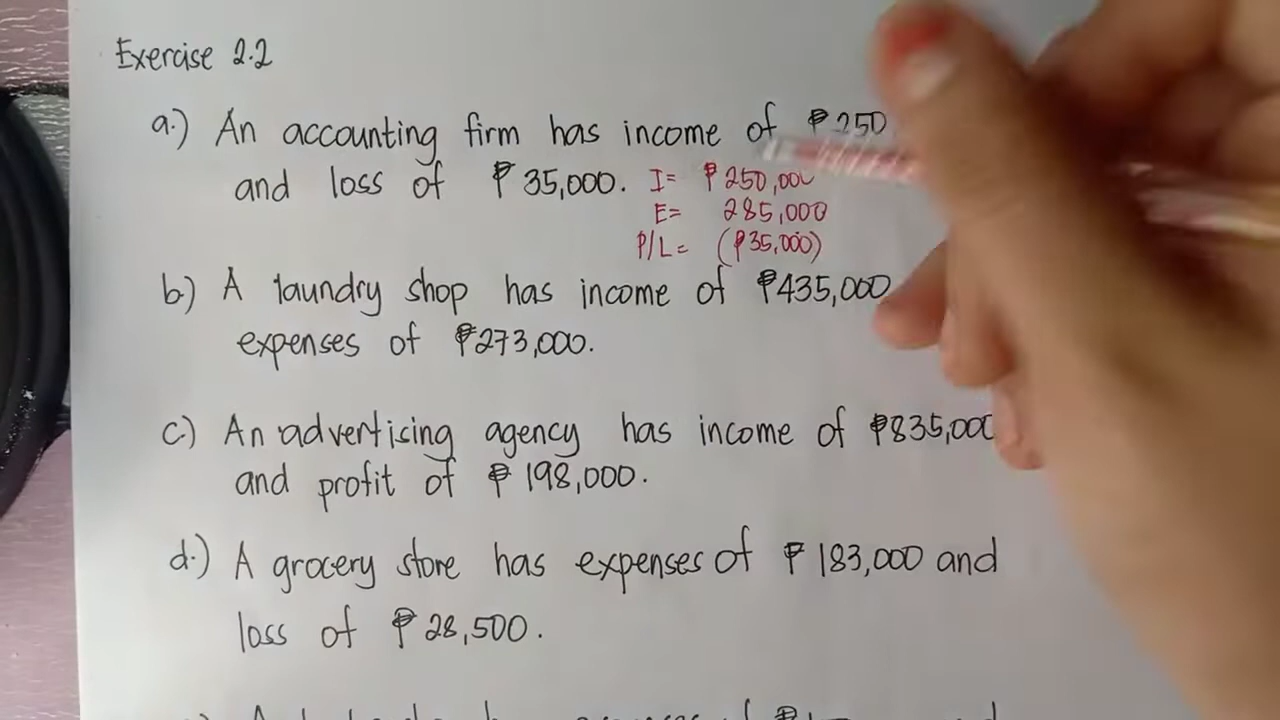 Exercise 2.2
a.) An accounting firm has income of ₱250
and loss of ₱ 35,000. I= ₱250,000
E= 285,000
P/L= (₱35,000)
b.) A laundry shop has income of ₱435,000
expenses of ₱273,000.
c.) An advertising agency has income of ₱835,000
and profit of ₱ 198,000.
d.) A grocery store has expenses of ₱ 183,000 and
loss of ₱ 28,500.